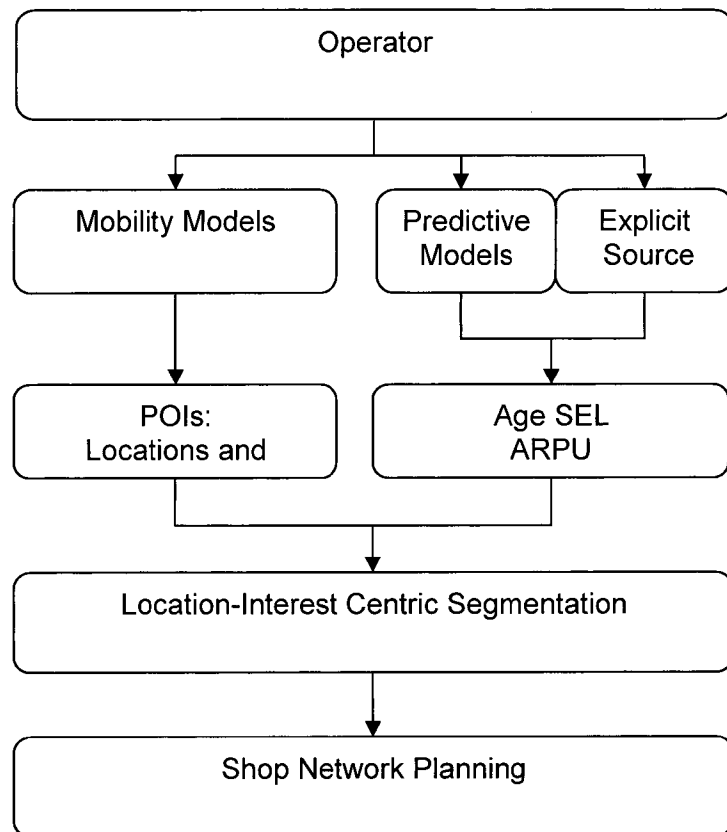 Operator
Mobility Models
Predictive
Models
Explicit
Source
POIs:
Locations and
Age SEL
ARPU
Location-Interest Centric Segmentation
Shop Network Planning